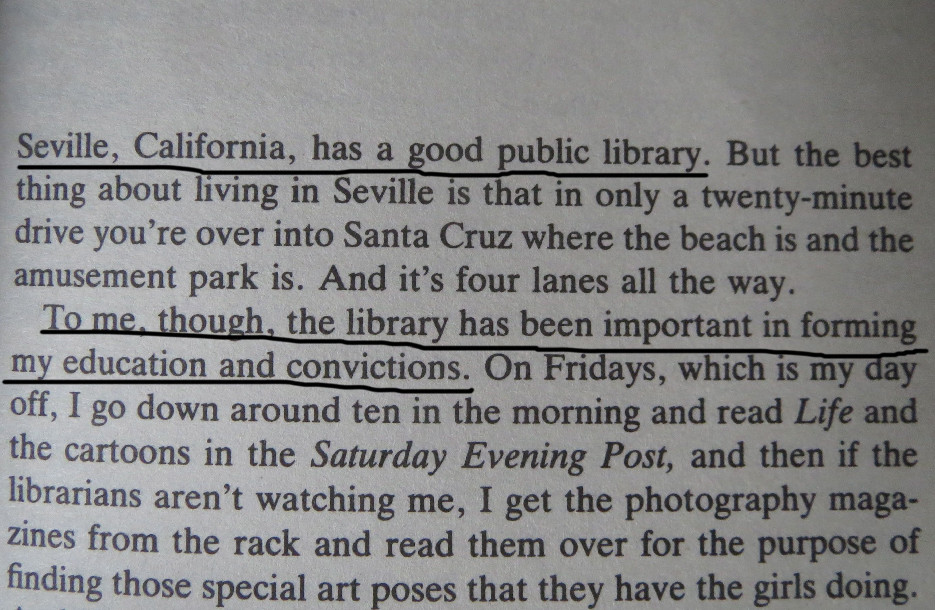 Seville, California, has a good public library. But the best
thing about living in Seville is that in only a twenty-minute
drive you're over into Santa Cruz where the beach is and the
amusement park is. And it's four lanes all the way.
To me, though, the library has been important in forming
my education and convictions. On Fridays, which is my day
off, I go down around ten in the morning and read Life and
the cartoons in the Saturday Evening Post, and then if the
librarians aren't watching me, I get the photography maga-
zines from the rack and read them over for the purpose of
finding those special art poses that they have the girls doing.